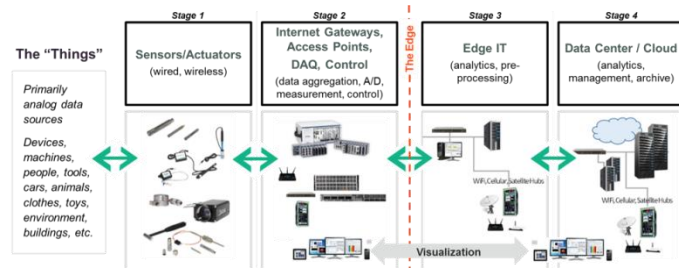 Stage 1
Stage 2
Stage 3
Stage 4
The "Things"
Primarily
analog data
sources
Devices,
machines,
people, tools,
cars, animals,
clothes, toys,
environment,
buildings, etc.
Sensors/Actuators
(wired, wireless)
Internet Gateways,
Access Points,
DAQ, Control
(data aggregation, A/D,
measurement, control)
The Edge
Edge IT
(analytics, pre-
processing)
Data Center / Cloud
(analytics,
management, archive)
WiFi, Cellular, Satellite Hubs
WiFi, Cellular, Satellite Hubs
Visualization